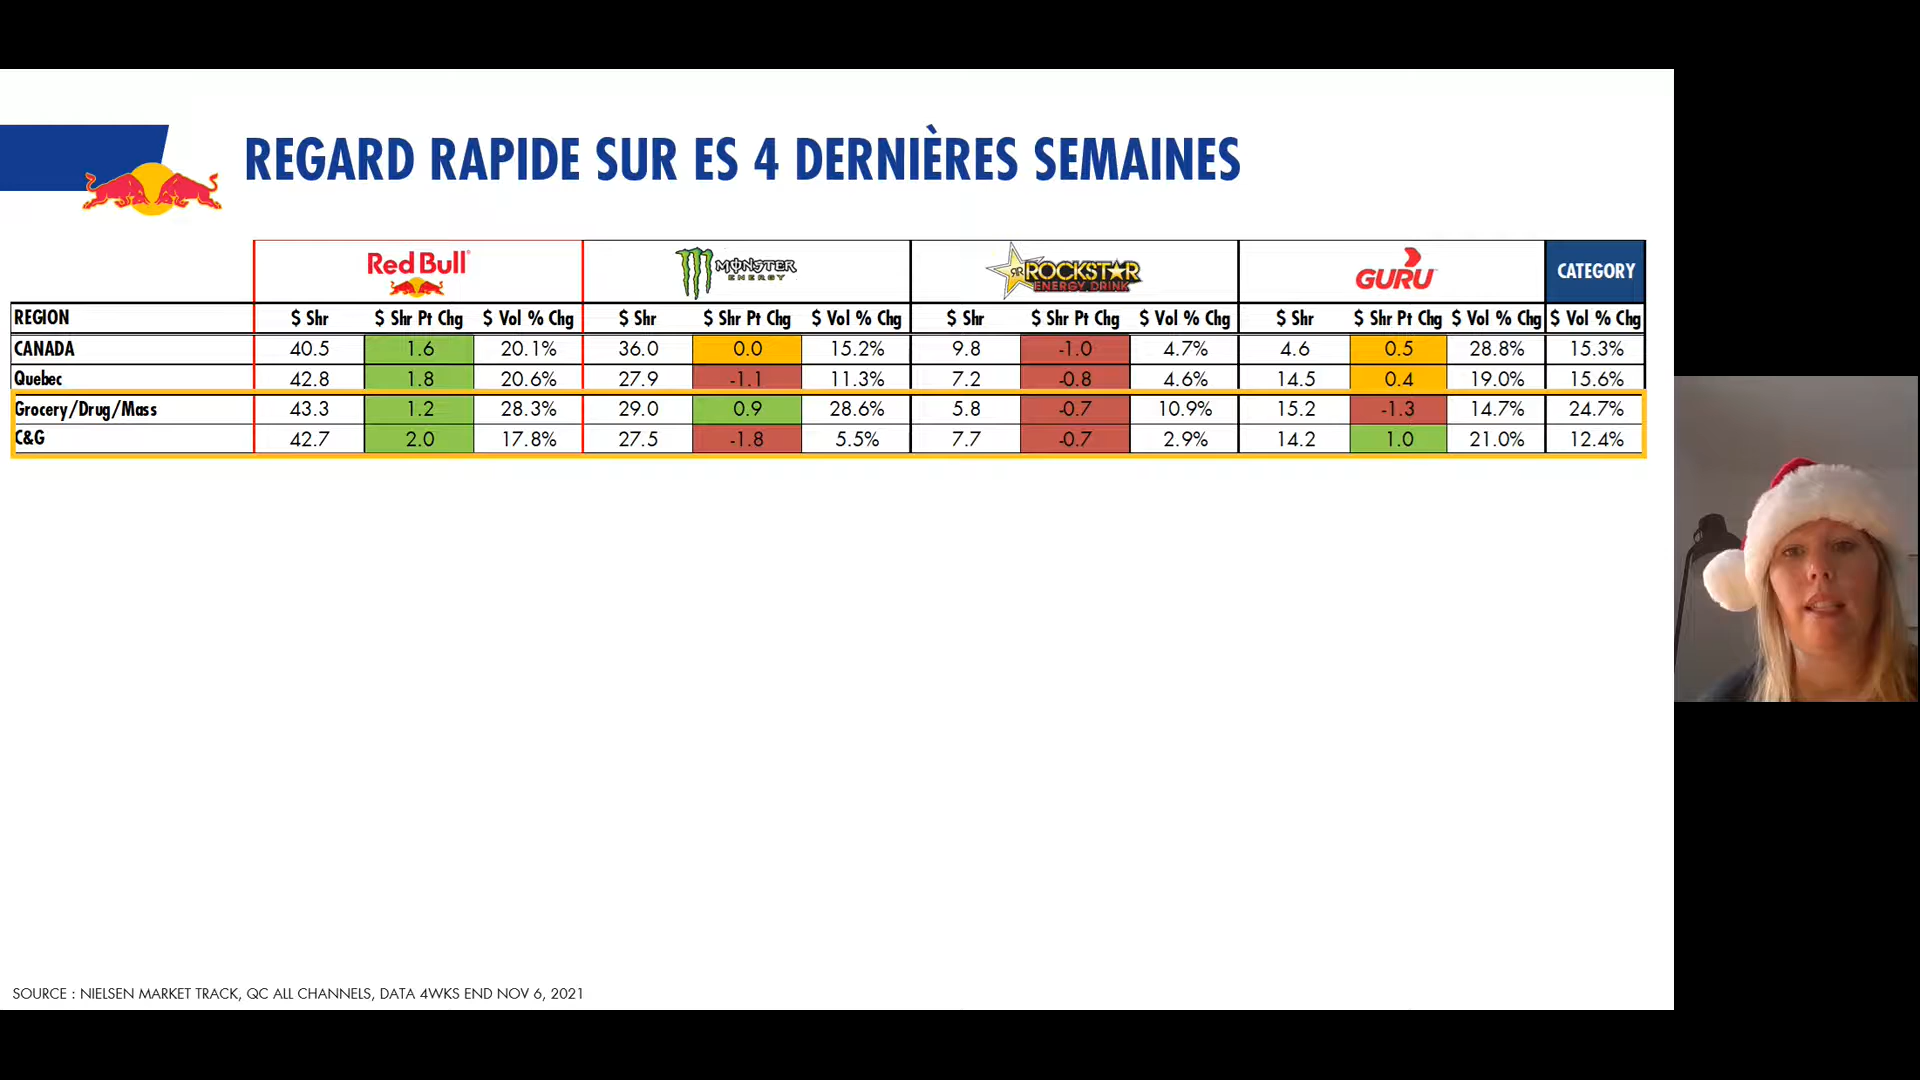 REGARD RAPIDE SUR ES 4 DERNIÈRES SEMAINES
Red Bull MONSTER ENERGY ROCKSTAR ENERGY DRINK GURU CATEGORY
REGION $ Shr $ Shr Pt Chg $ Vol % Chg $ Shr $ Shr Pt Chg $ Vol % Chg $ Shr $ Shr Pt Chg $ Vol % Chg $ Shr $ Shr Pt Chg $ Vol % Chg $ Vol % Chg
CANADA 40.5 1.6 20.1% 36.0 0.0 15.2% 9.8 -1.0 4.7% 4.6 0.5 28.8% 15.3%
Quebec 42.8 1.8 20.6% 27.9 -1.1 11.3% 7.2 -0.8 4.6% 14.5 0.4 19.0% 15.6%
Grocery/Drug/Mass 43.3 1.2 28.3% 29.0 0.9 28.6% 5.8 -0.7 10.9% 15.2 -1.3 14.7% 24.7%
C&G 42.7 2.0 17.8% 27.5 -1.8 5.5% 7.7 -0.7 2.9% 14.2 1.0 21.0% 12.4%
SOURCE : NIELSEN MARKET TRACK, QC ALL CHANNELS, DATA 4WKS END NOV 6, 2021